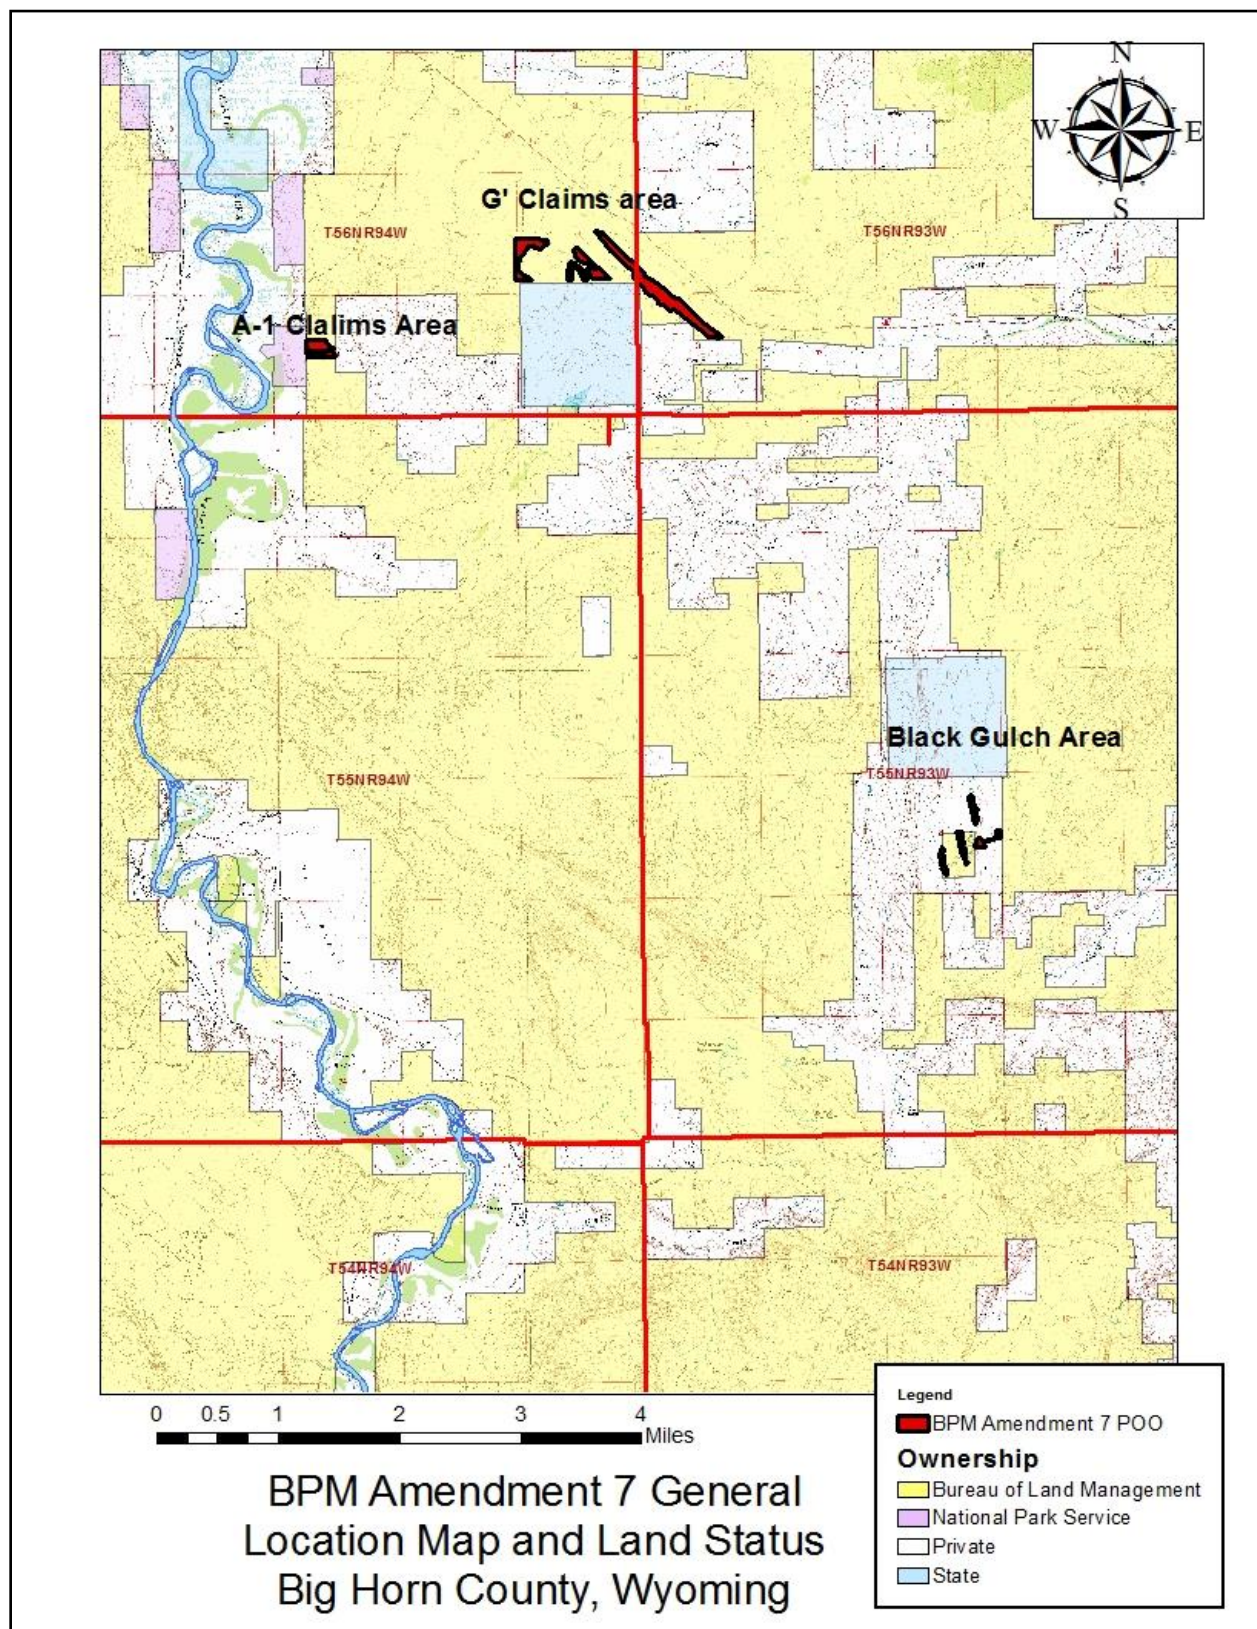 N
W E
S
G' Claims area
T56NR94W
T56NR93W
A-1 Clalims Area
Black Gulch Area
T55NR94W
T55NR93W
T54NR94W
T54NR93W
0 0.5 1 2 3 4
Miles
BPM Amendment 7 General
Location Map and Land Status
Big Horn County, Wyoming
Legend
BPM Amendment 7 POO
Ownership
Bureau of Land Management
National Park Service
Private
State